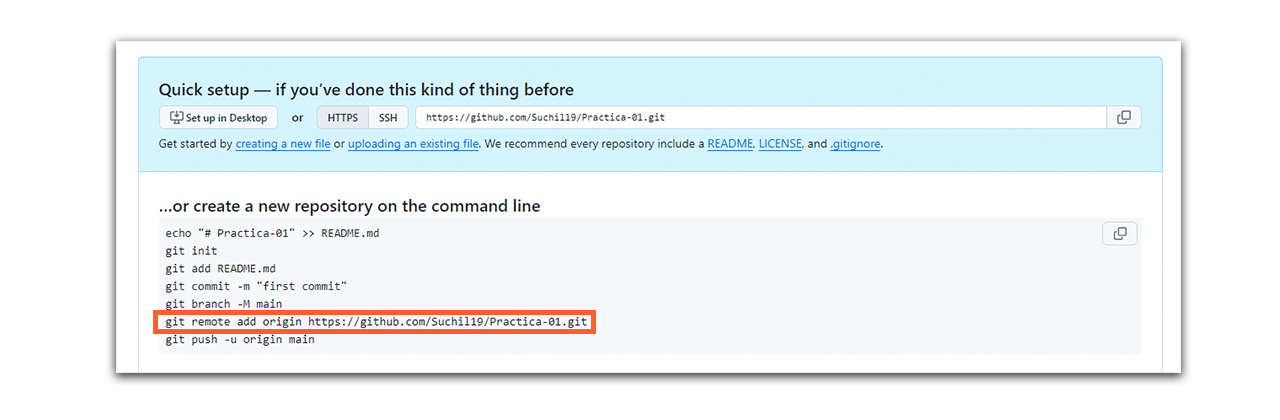 Quick setup — if you've done this kind of thing before
Set up in Desktop or HTTPS SSH https://github.com/Suchil19/Practica-01.git
Get started by creating a new file or uploading an existing file. We recommend every repository include a README, LICENSE, and .gitignore.
...or create a new repository on the command line
echo "# Practica-01" >> README.md
git init
git add README.md
git commit -m "first commit"
git branch -M main
git remote add origin https://github.com/Suchil19/Practica-01.git
git push -u origin main